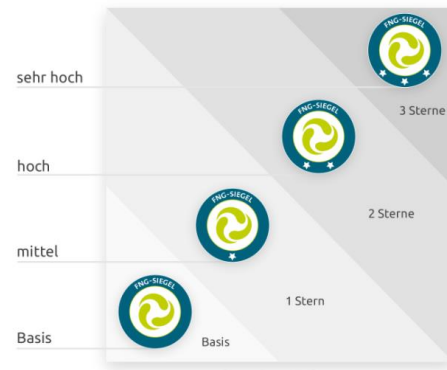 FNG-SIEGEL
sehr hoch
3 Sterne
FNG-SIEGEL
hoch
2 Sterne
FNG-SIEGEL
mittel
1 Stern
FNG-SIEGEL
Basis
Basis